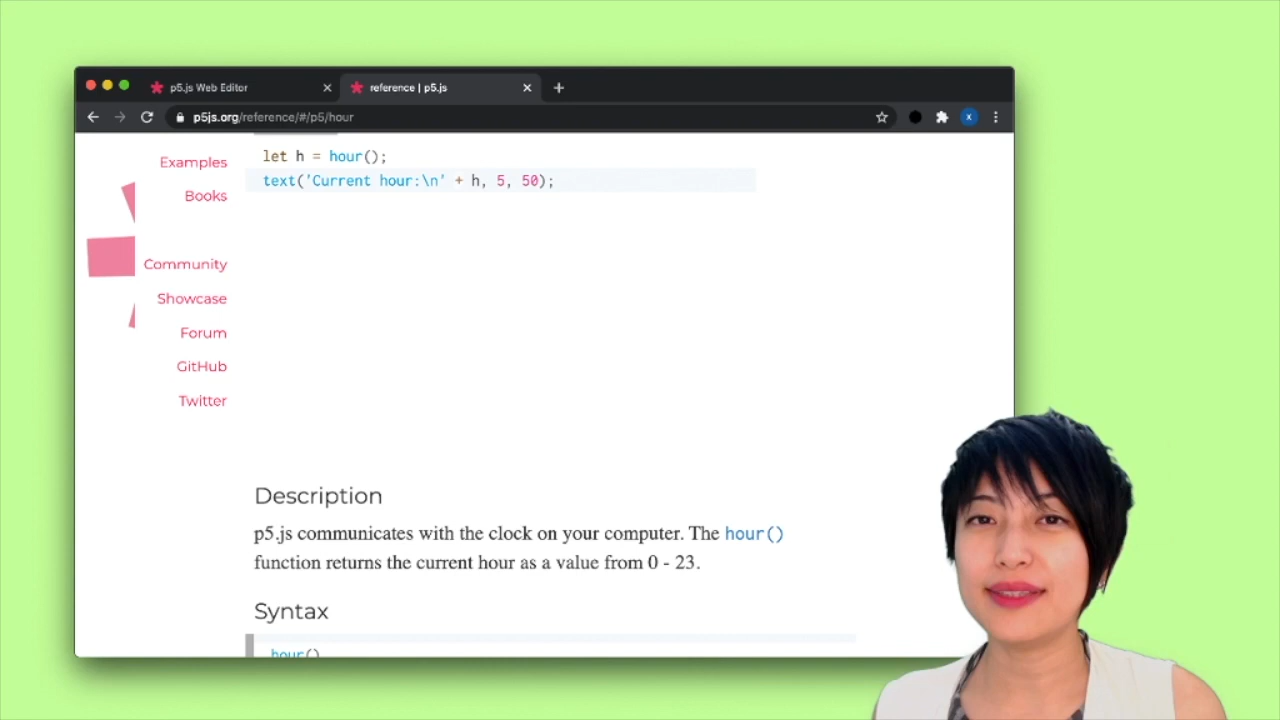 p5.js Web Editor
reference | p5.js
p5js.org/reference/#/p5/hour
x
Examples
Books
Community
Showcase
Forum
GitHub
Twitter
let h = hour();
text('Current hour:\n' + h, 5, 50);
Description
p5.js communicates with the clock on your computer. The hour()
function returns the current hour as a value from 0 - 23.
Syntax
hour()